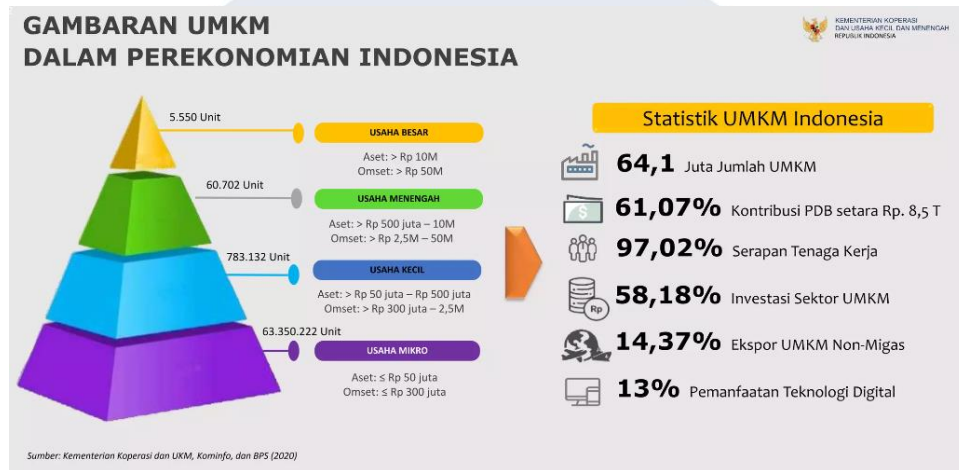 GAMBARAN UMKM
DALAM PEREKONOMIAN INDONESIA
KEMENTERIAN KOPERASI
DAN USAHA KECIL DAN MENENGAH
REPUBLIK INDONESIA
5.550 Unit
USAHA BESAR
Aset: > Rp 10M
Omset: > Rp 50M
60.702 Unit
USAHA MENENGAH
Aset: > Rp 500 juta – 10M
Omset: > Rp 2,5M – 50M
783.132 Unit
USAHA KECIL
Aset: > Rp 50 juta – Rp 500 juta
Omset: > Rp 300 juta – 2,5M
63.350.222 Unit
USAHA MIKRO
Aset: ≤ Rp 50 juta
Omset: ≤ Rp 300 juta
Statistik UMKM Indonesia
64,1 Juta Jumlah UMKM
$
61,07% Kontribusi PDB setara Rp. 8,5 T
97,02% Serapan Tenaga Kerja
Rp
58,18% Investasi Sektor UMKM
14,37% Ekspor UMKM Non-Migas
13% Pemanfaatan Teknologi Digital
Sumber: Kementerian Koperasi dan UKM, Kominfo, dan BPS (2020)